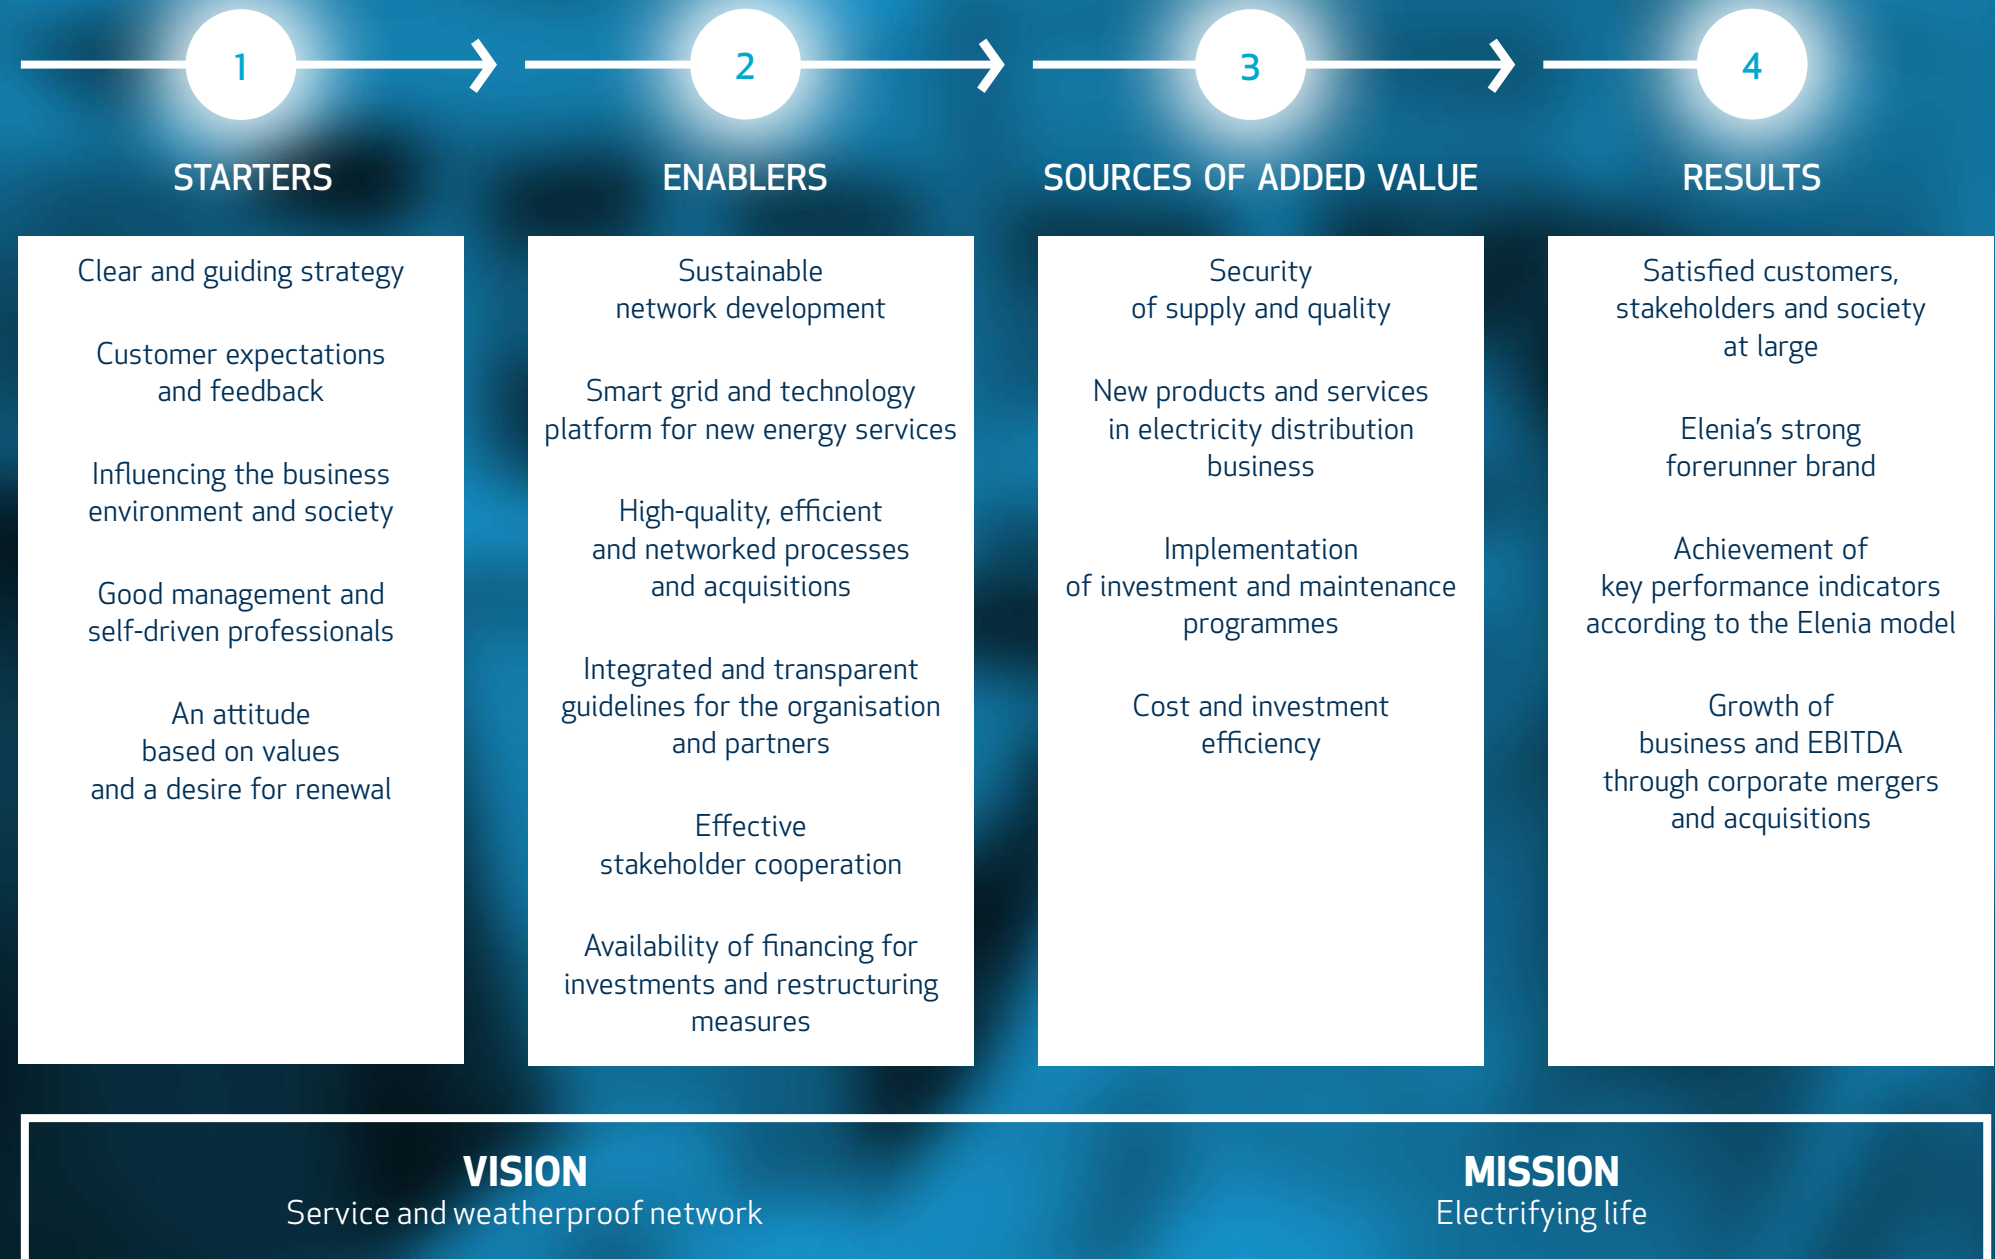 1
STARTERS
Clear and guiding strategy
Customer expectations
and feedback
Influencing the business
environment and society
Good management and
self-driven professionals
An attitude
based on values
and a desire for renewal
2
ENABLERS
Sustainable
network development
Smart grid and technology
platform for new energy services
High-quality, efficient
and networked processes
and acquisitions
Integrated and transparent
guidelines for the organisation
and partners
Effective
stakeholder cooperation
Availability of financing for
investments and restructuring
measures
3
SOURCES OF ADDED VALUE
Security
of supply and quality
New products and services
in electricity distribution
business
Implementation
of investment and maintenance
programmes
Cost and investment
efficiency
4
RESULTS
Satisfied customers,
stakeholders and society
at large
Elenia's strong
forerunner brand
Achievement of
key performance indicators
according to the Elenia model
Growth of
business and EBITDA
through corporate mergers
and acquisitions
VISION
Service and weatherproof network
MISSION
Electrifying life